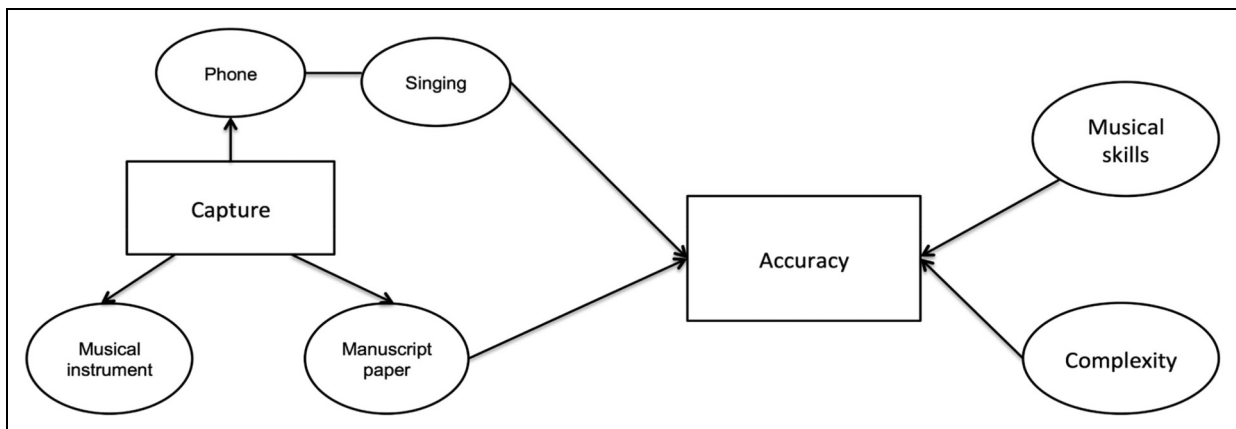 Phone
Singing
Capture
Musical
instrument
Manuscript
paper
Accuracy
Musical
skills
Complexity